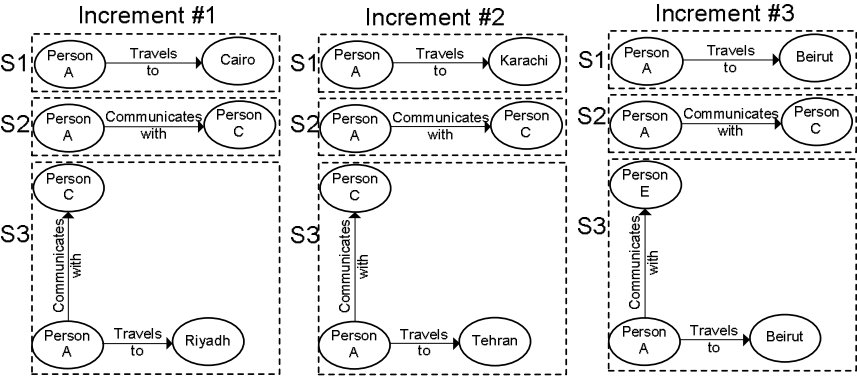 Increment #1
S1
Person
A
Travels
to
Cairo
S2
Person
A
Communicates
with
Person
C
S3
Person
C
Communicates
with
Person
A
Travels
to
Riyadh
Increment #2
S1
Person
A
Travels
to
Karachi
S2
Person
A
Communicates
with
Person
C
S3
Person
C
Communicates
with
Person
A
Travels
to
Tehran
Increment #3
S1
Person
A
Travels
to
Beirut
S2
Person
A
Communicates
with
Person
C
S3
Person
E
Communicates
with
Person
A
Travels
to
Beirut